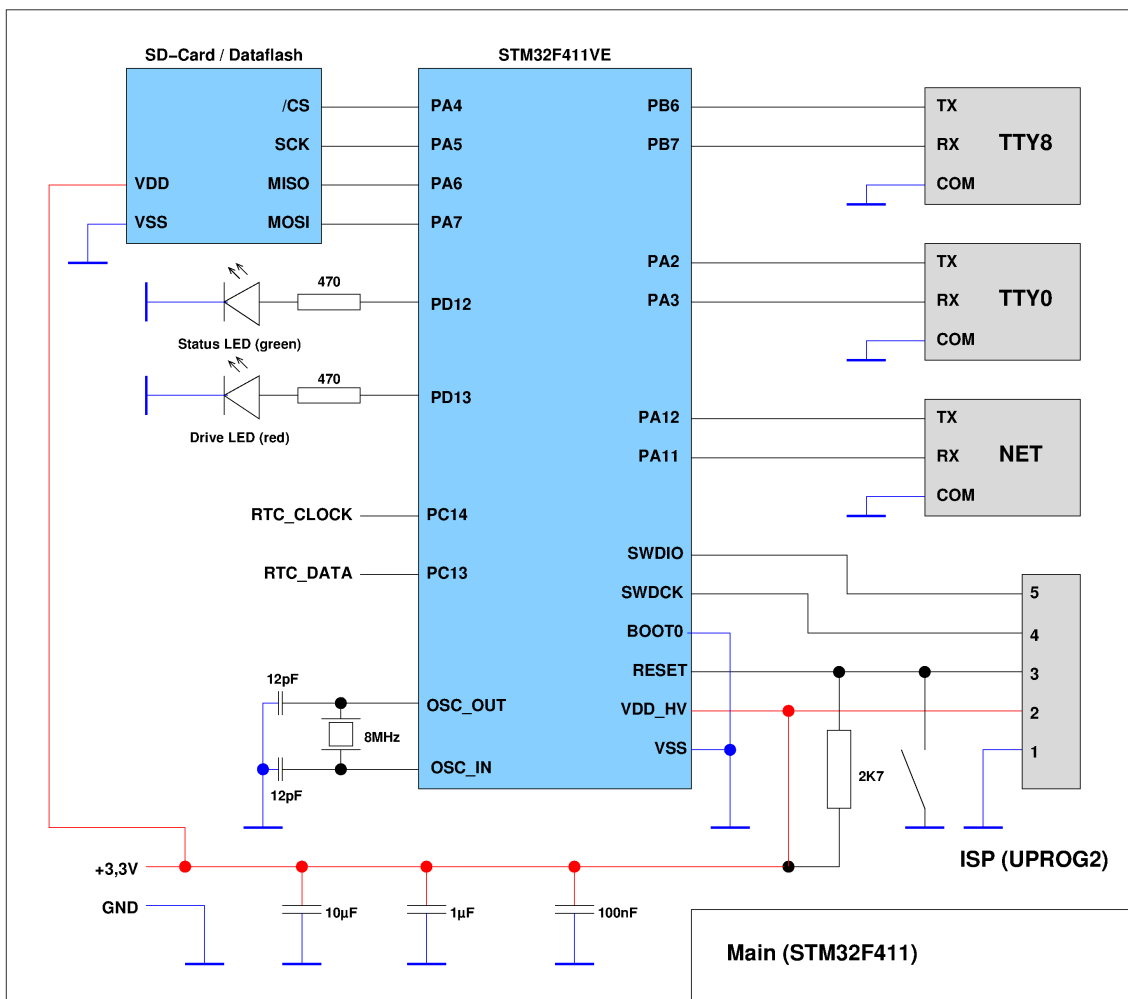 SD-Card / Dataflash
/CS
SCK
VDD
MISO
VSS
MOSI
STM32F411VE
PA4
PA5
PA6
PA7
PD12
PD13
PC14
PC13
OSC_OUT
OSC_IN
PB6
PB7
PA2
PA3
PA12
PA11
SWDIO
SWDCK
BOOT0
RESET
VDD_HV
VSS
TX
RX
COM
TTY8
TX
RX
COM
TTY0
TX
RX
COM
NET
470
Status LED (green)
470
Drive LED (red)
RTC_CLOCK
RTC_DATA
12pF
8MHz
12pF
5
4
3
2
1
2K7
ISP (UPROG2)
+3,3V
GND
10µF
1µF
100nF
Main (STM32F411)